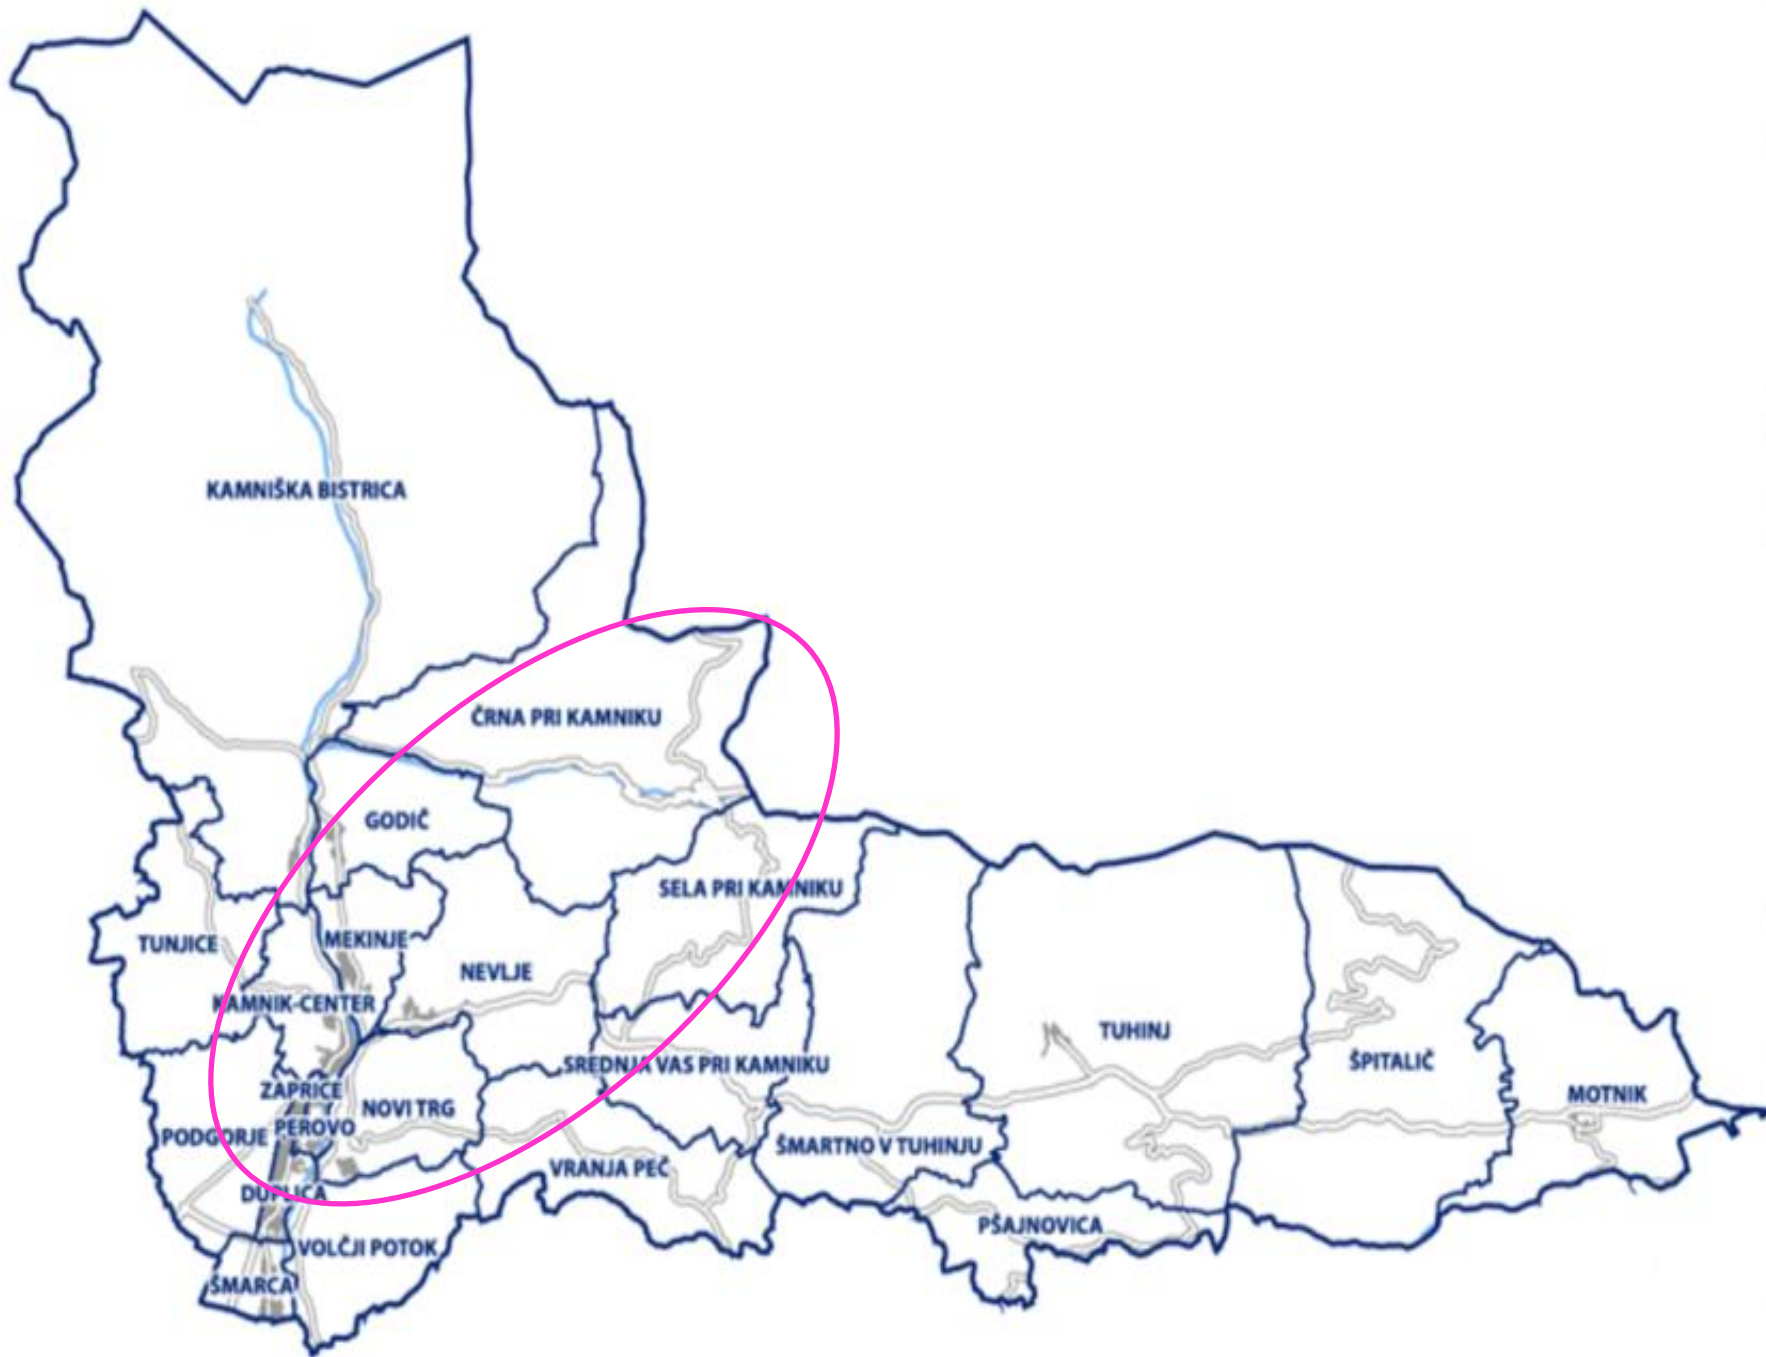 KAMNIŠKA BISTRICA
ČRNA PRI KAMNIKU
GODIČ
SELA PRI KAMNIKU
TUNJICE
MEKINJE
NEVLJE
KAMNIK-CENTER
TUHINJ
SREDNJA VAS PRI KAMNIKU
ŠPITALIČ
ZAPRICE
MOTNIK
NOVI TRG
PEROVO
PODGORJE
ŠMARTNO V TUHINJU
VRANJA PEČ
DUPLICA
PŠAJNOVICA
VOLČJI POTOK
ŠMARCA